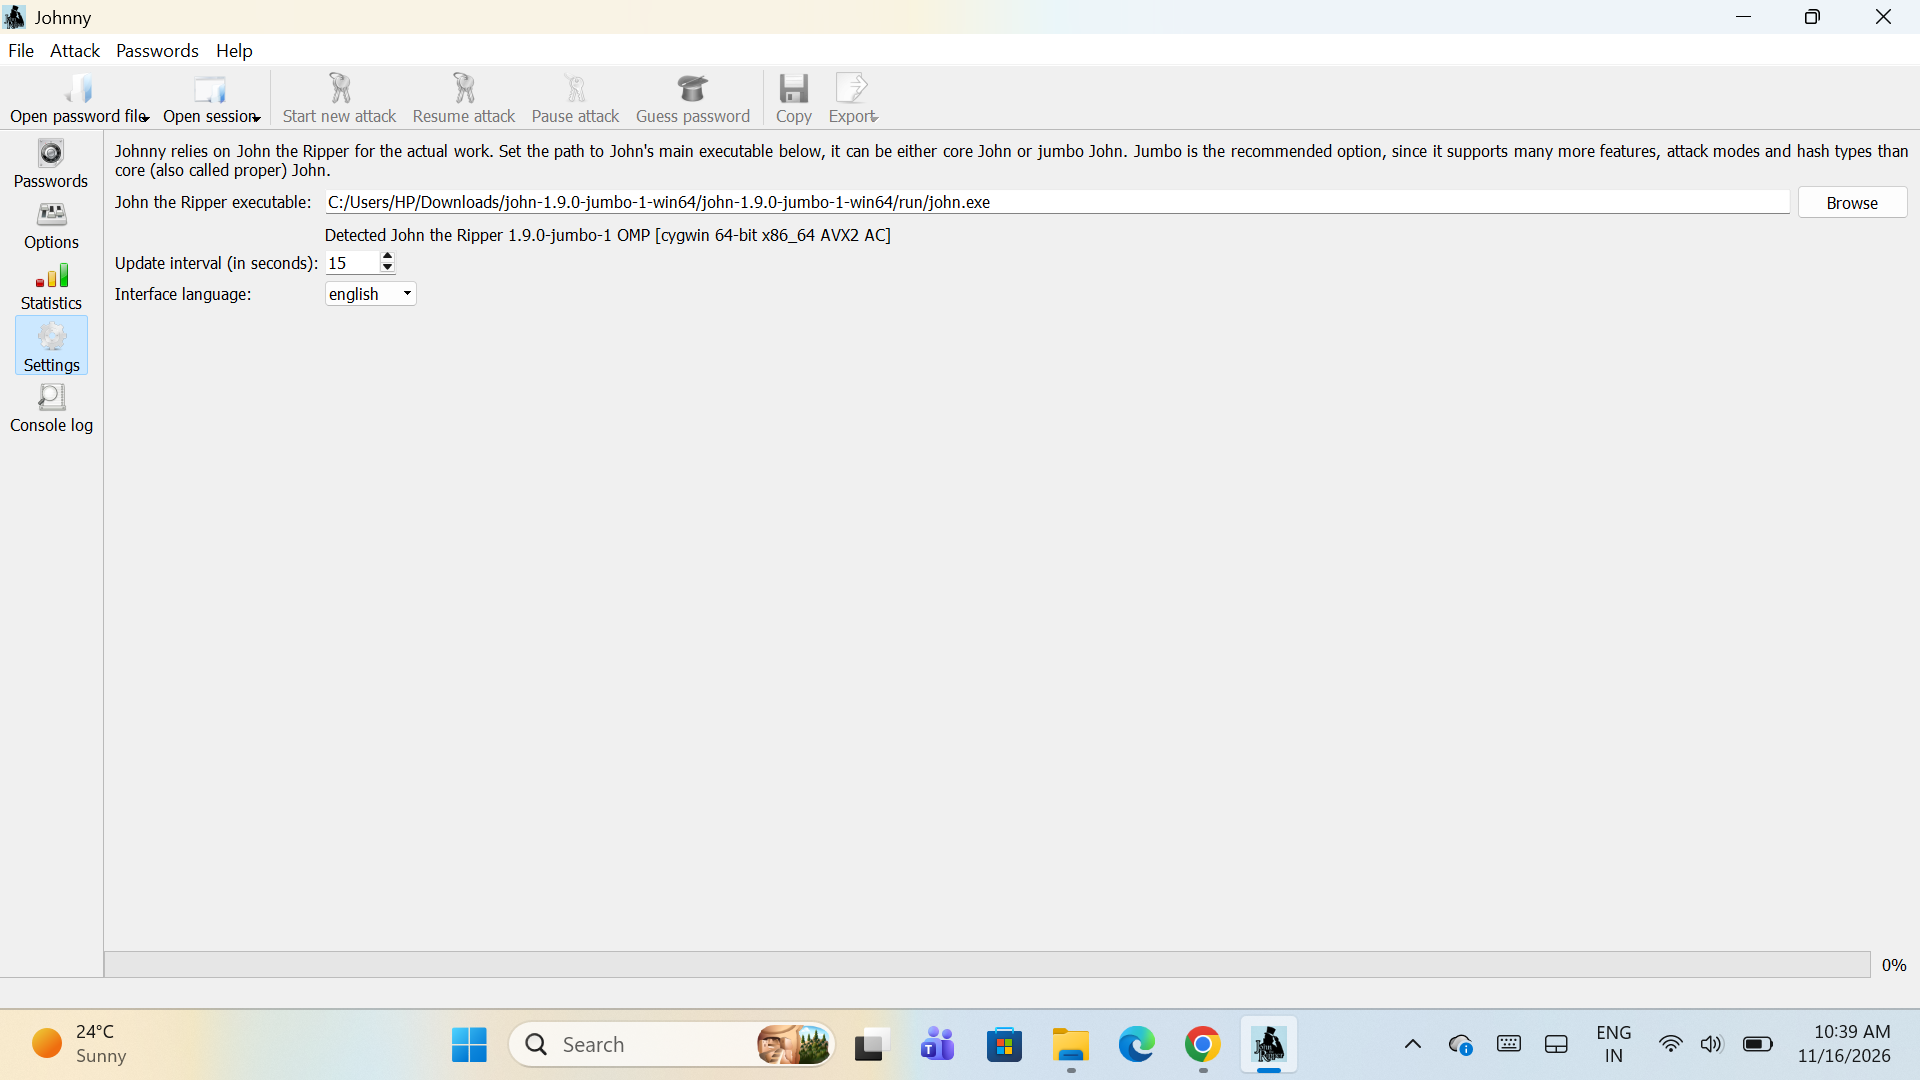 Johnny
File Attack Passwords Help
Open password file Open session Start new attack Resume attack Pause attack Guess password Copy Export
Passwords
Options
Statistics
Settings
Console log
Johnny relies on John the Ripper for the actual work. Set the path to John's main executable below, it can be either core John or jumbo John. Jumbo is the recommended option, since it supports many more features, attack modes and hash types than
core (also called proper) John.
John the Ripper executable: C:/Users/HP/Downloads/john-1.9.0-jumbo-1-win64/john-1.9.0-jumbo-1-win64/run/john.exe Browse
Detected John the Ripper 1.9.0-jumbo-1 OMP [cygwin 64-bit x86_64 AVX2 AC]
Update interval (in seconds): 15
Interface language: english
0%
24°C
Sunny
Search
ENG
IN
10:39 AM
11/16/2026